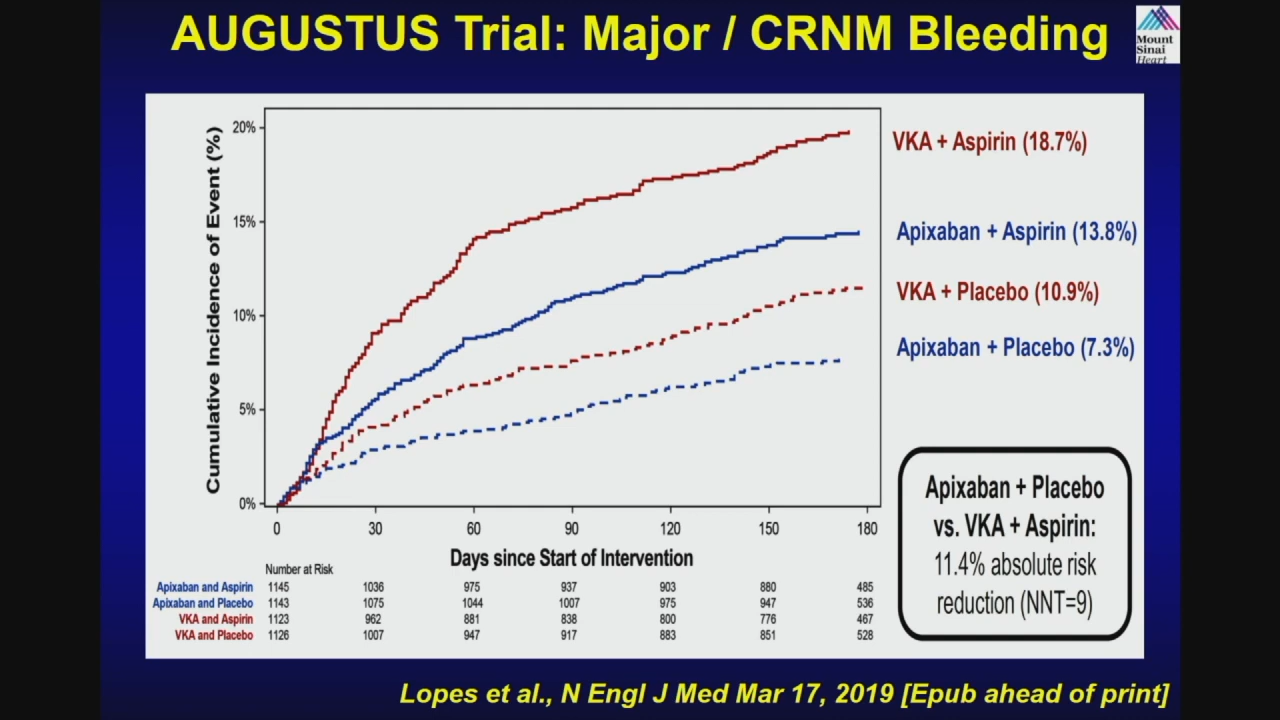 AUGUSTUS Trial: Major / CRNM Bleeding
Mount
Sinai
Heart
Cumulative Incidence of Event (%)
20%
15%
10%
5%
0%
0 30 60 90 120 150 180
Days since Start of Intervention
VKA + Aspirin (18.7%)
Apixaban + Aspirin (13.8%)
VKA + Placebo (10.9%)
Apixaban + Placebo (7.3%)
Apixaban + Placebo
vs. VKA + Aspirin:
11.4% absolute risk
reduction (NNT=9)
Number at Risk
Apixaban and Aspirin 1145 1036 975 937 903 880 485
Apixaban and Placebo 1143 1075 1044 1007 975 947 536
VKA and Aspirin 1123 962 881 838 800 776 467
VKA and Placebo 1126 1007 947 917 883 851 528
Lopes et al., N Engl J Med Mar 17, 2019 [Epub ahead of print]